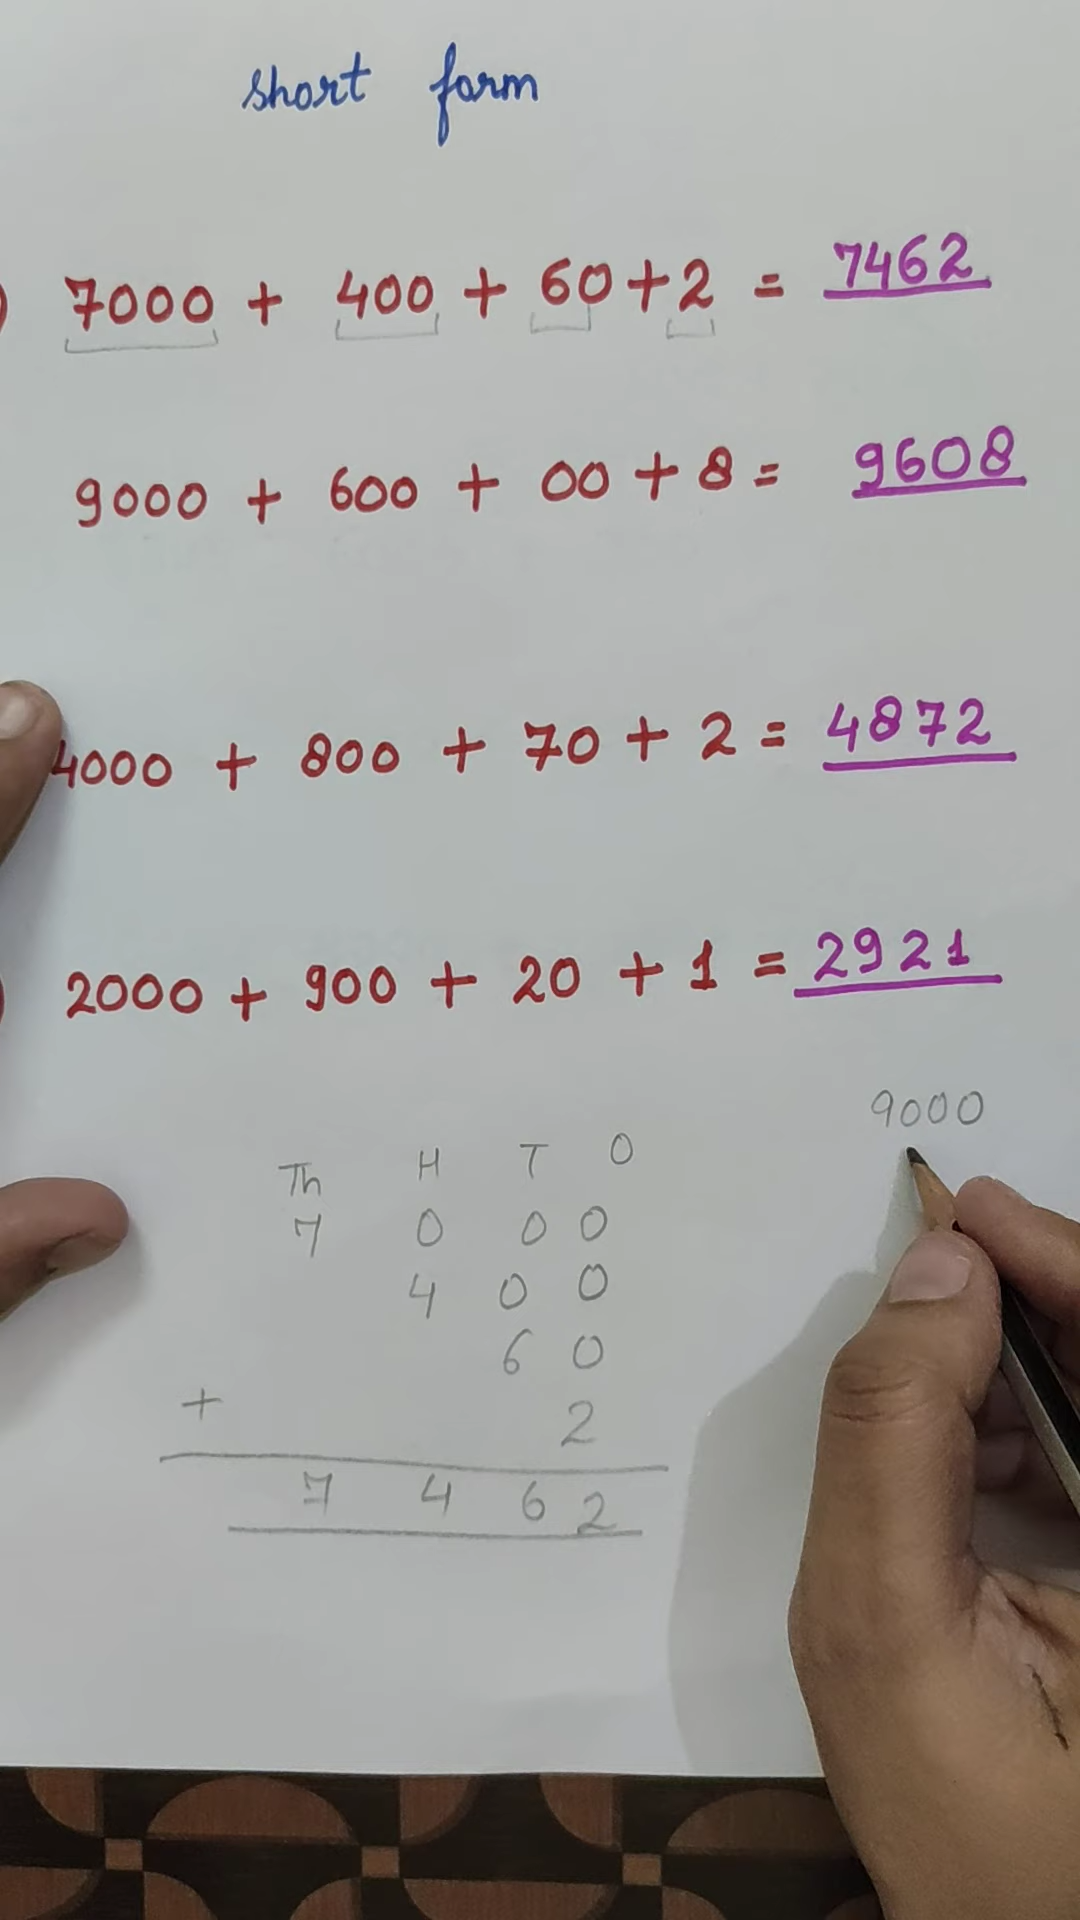 short form
7000 + 400 + 60 + 2 = 7462
9000 + 600 + 00 + 8 = 9608
4000 + 800 + 70 + 2 = 4872
2000 + 900 + 20 + 1 = 2921
9000
Th H T O
7 0 0 0
4 0 0
6 0
+ 2
7 4 6 2